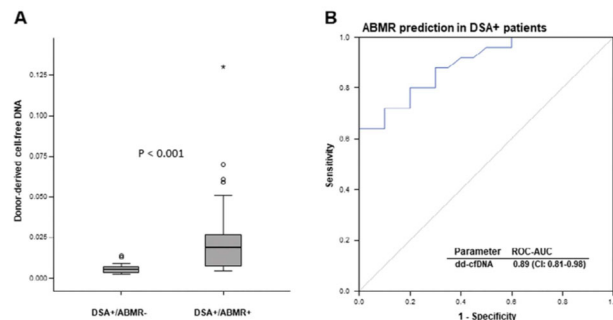 A
Donor-derived cell-free DNA
0.125
0.100
0.075
0.050
0.025
0.000
*
P < 0.001
DSA+/ABMR-
DSA+/ABMR+
B
ABMR prediction in DSA+ patients
Sensitivity
1.0
0.8
0.6
0.4
0.2
0.0
Parameter ROC-AUC
dd-cfDNA 0.89 (CI: 0.81-0.98)
0.0 0.2 0.4 0.6 0.8 1.0
1 - Specificity